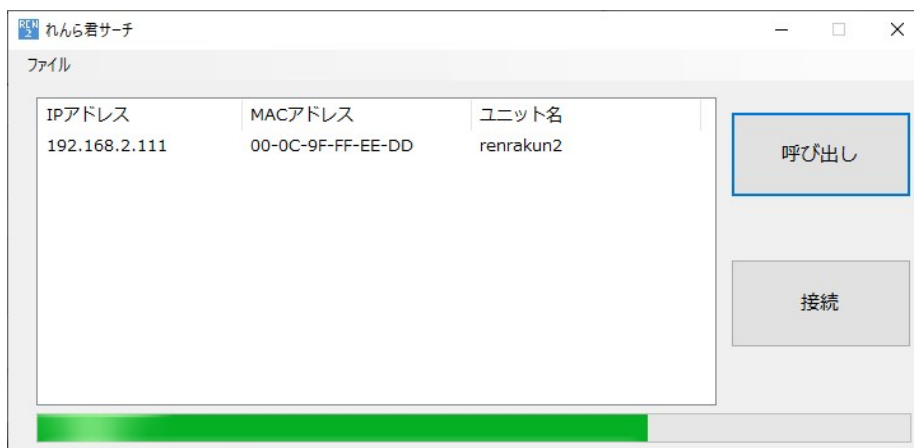 REN
2
れんら君サーチ
ファイル
IPアドレス MACアドレス ユニット名
192.168.2.111 00-0C-9F-FF-EE-DD renrakun2
呼び出し
接続